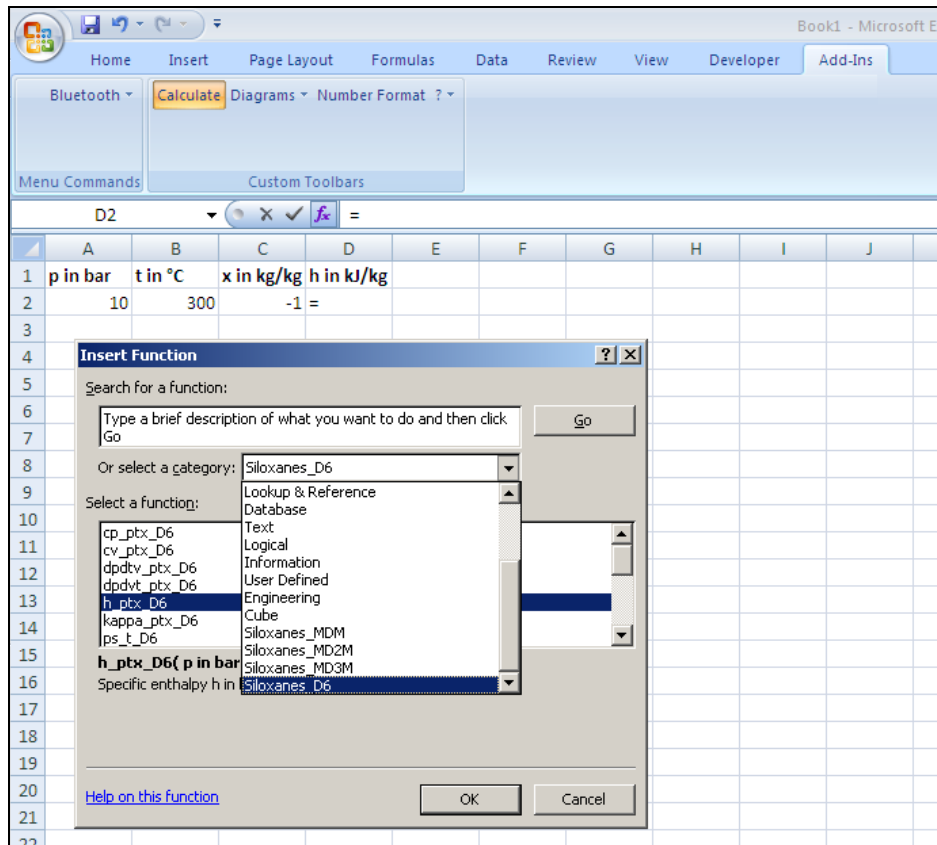 Book1 - Microsoft E
Home Insert Page Layout Formulas Data Review View Developer Add-Ins
Bluetooth Calculate Diagrams Number Format ?
Menu Commands Custom Toolbars
D2 fx =
A B C D E F G H I J
1 p in bar t in °C x in kg/kg h in kJ/kg
2 10 300 -1 =
3
4
5
6
7
8
9
10
11
12
13
14
15
16
17
18
19
20
21
22
Insert Function ? X
Search for a function:
Type a brief description of what you want to do and then click
Go
Go
Or select a category: Siloxanes_D6
Lookup & Reference
Database
Text
Logical
Information
User Defined
Engineering
Cube
Siloxanes_MDM
Siloxanes_MD2M
Siloxanes_MD3M
Siloxanes_D6
Select a function:
cp_ptx_D6
cv_ptx_D6
dpdtv_ptx_D6
dpdvt_ptx_D6
h_ptx_D6
kappa_ptx_D6
ps_t_D6
h_ptx_D6( p in bar
Specific enthalpy h in
Help on this function
OK Cancel